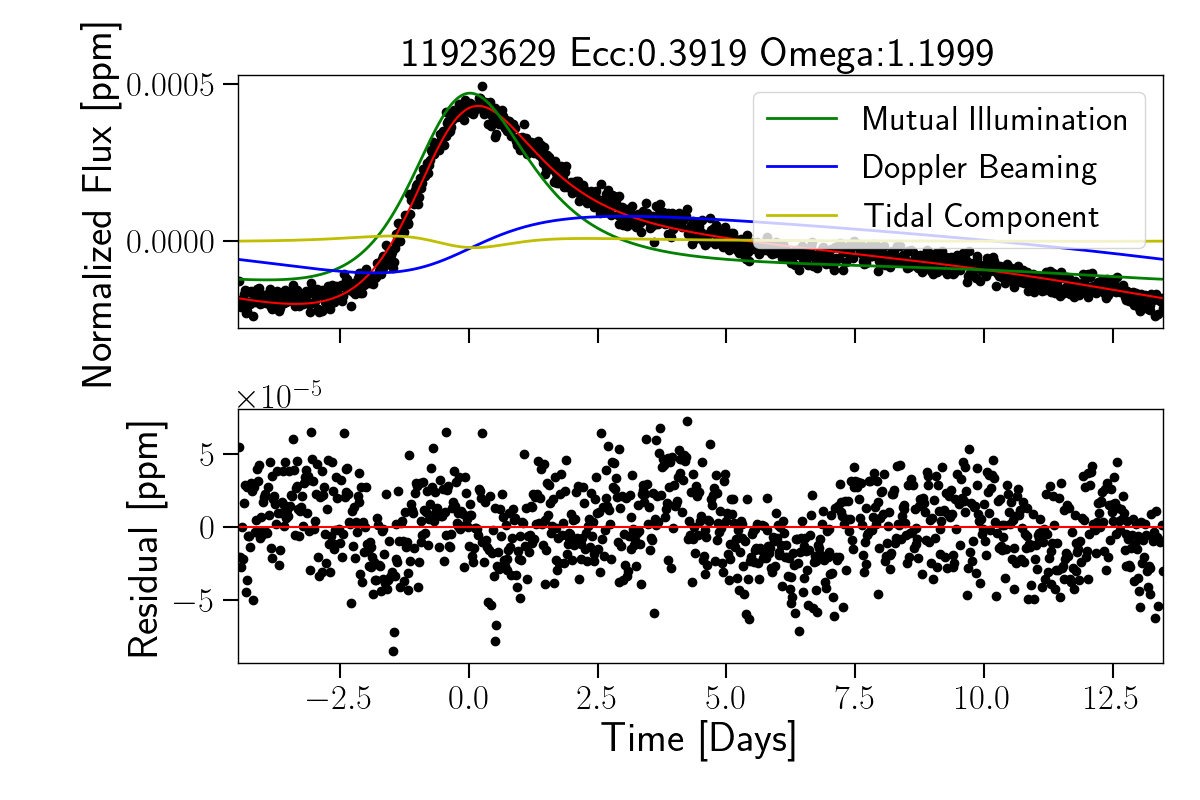 11923629 Ecc:0.3919 Omega:1.1999
Normalized Flux [ppm]
0.0005
0.0000
Mutual Illumination
Doppler Beaming
Tidal Component
×10⁻⁵
Residual [ppm]
5
0
−5
−2.5 0.0 2.5 5.0 7.5 10.0 12.5
Time [Days]